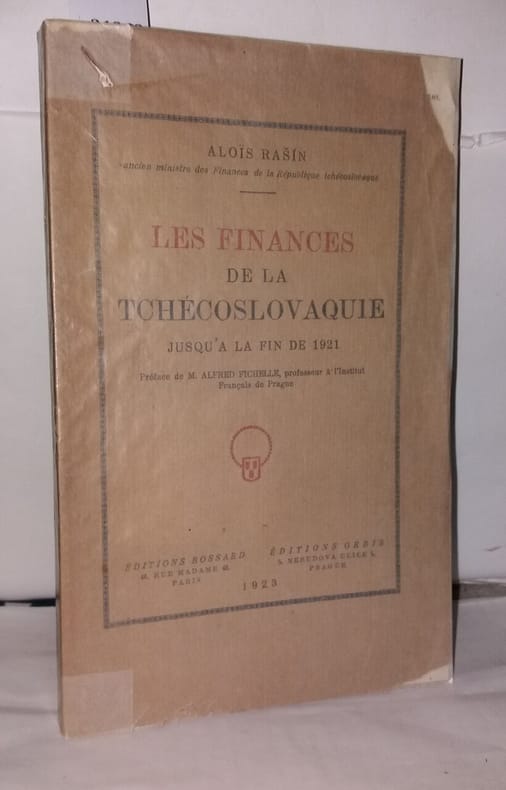 ALOÏS RAŠÍN
ancien ministre des Finances de la République tchécoslovaque
LES FINANCES
DE LA
TCHÉCOSLOVAQUIE
JUSQU'A LA FIN DE 1921
Préface de M. ALFRED FICHELLE, professeur à l'Institut
Français de Prague
ÉDITIONS BOSSARD
RUE MADAME
PARIS
ÉDITIONS ORBIS
NERUDOVA ULICE
PRAGUE
1923